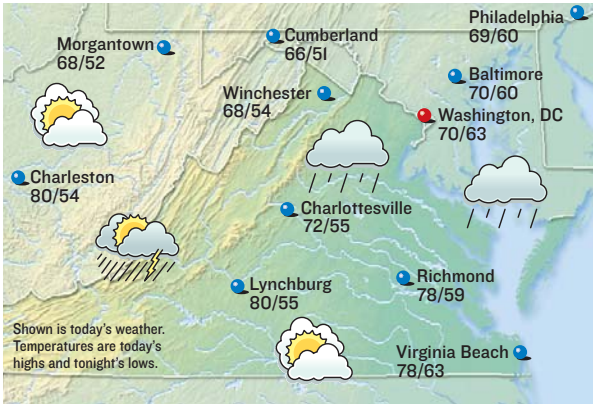 Philadelphia
69/60
Morgantown
68/52
Cumberland
66/51
Baltimore
70/60
Winchester
68/54
Washington, DC
70/63
Charleston
80/54
Charlottesville
72/55
Lynchburg
80/55
Richmond
78/59
Shown is today's weather.
Temperatures are today's
highs and tonight's lows.
Virginia Beach
78/63